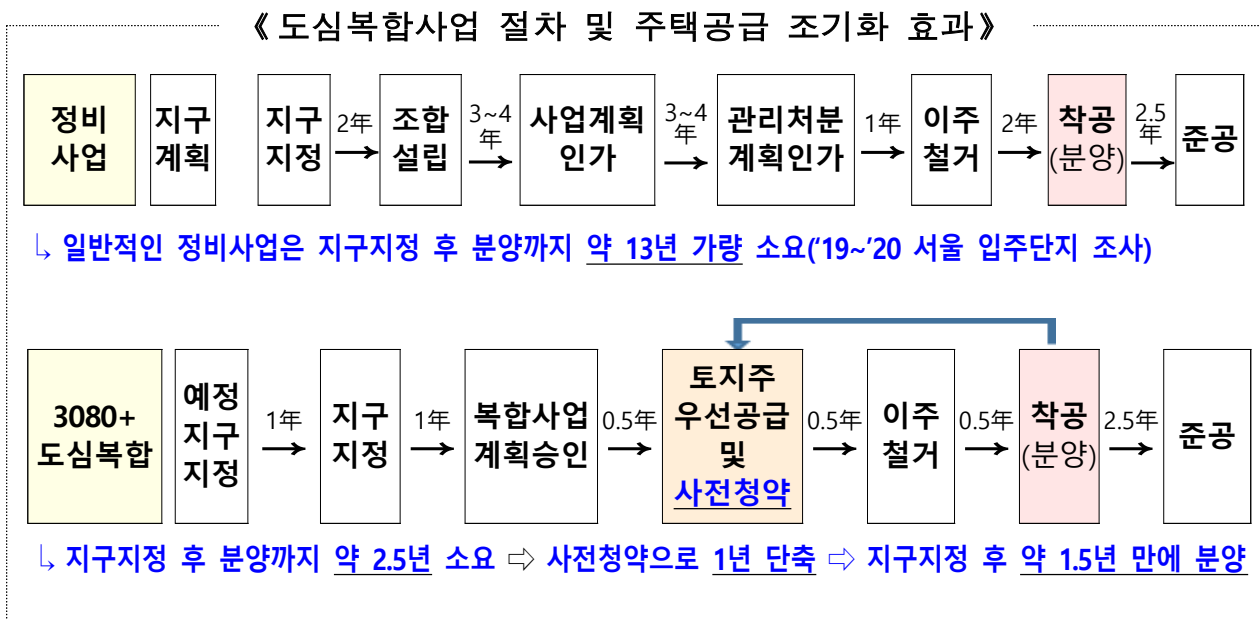 《 도심복합사업 절차 및 주택공급 조기화 효과》
정비
사업
지구
계획
지구
지정
2年
조합
설립
3~4
年
사업계획
인가
3~4
年
관리처분
계획인가
1年
이주
철거
2年
착공
(분양)
2.5
年
준공
↳ 일반적인 정비사업은 지구지정 후 분양까지 약 13년 가량 소요('19~'20 서울 입주단지 조사)
3080+
도심복합
예정
지구
지정
1年
지구
지정
1年
복합사업
계획승인
0.5年
토지주
우선공급
및
사전청약
0.5年
이주
철거
0.5年
착공
(분양)
2.5年
준공
↳ 지구지정 후 분양까지 약 2.5년 소요 ⇨ 사전청약으로 1년 단축 ⇨ 지구지정 후 약 1.5년 만에 분양